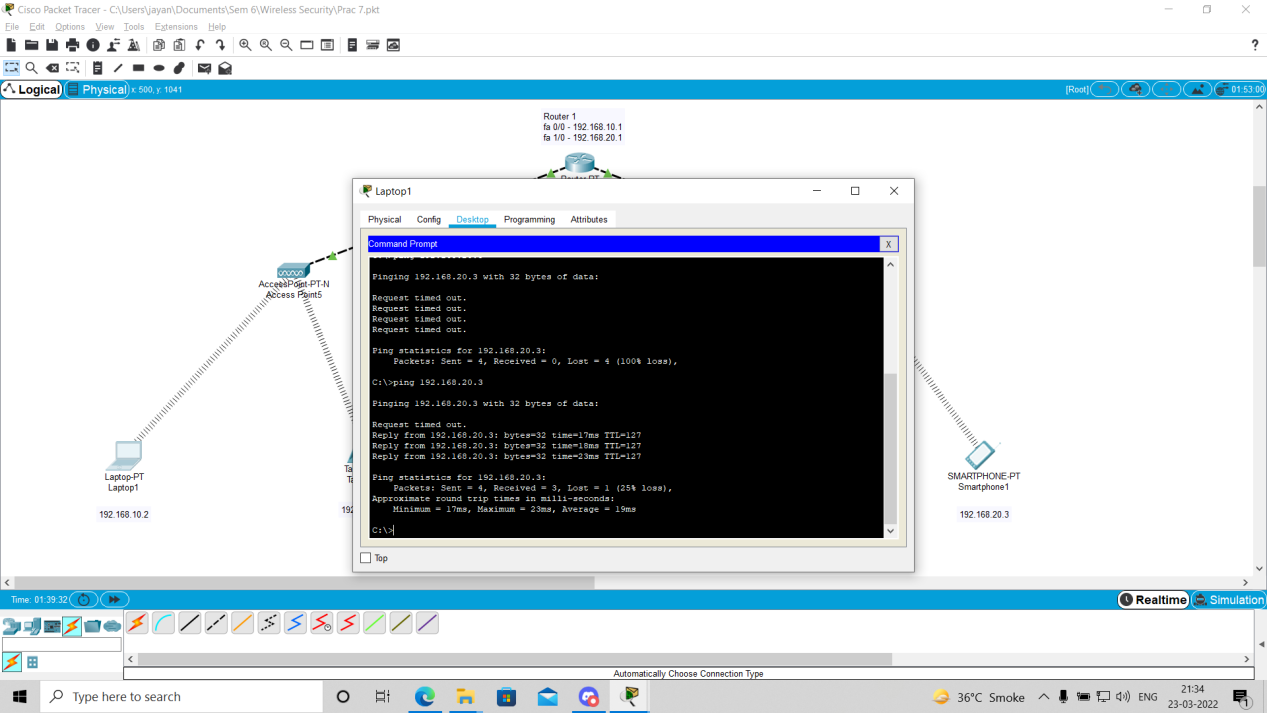 Cisco Packet Tracer - C:\Users\jayan\Documents\Sem 6\Wireless Security\Prac 7.pkt
File Edit Options View Tools Extensions Help
?
Logical Physical x: 500, y: 1041
[Root] 01:53:00
Router 1
fa 0/0 - 192.168.10.1
fa 1/0 - 192.168.20.1
Laptop1
Physical Config Desktop Programming Attributes
Command Prompt X
Pinging 192.168.20.3 with 32 bytes of data:
Request timed out.
Request timed out.
Request timed out.
Request timed out.
Ping statistics for 192.168.20.3:
Packets: Sent = 4, Received = 0, Lost = 4 (100% loss),
C:\>ping 192.168.20.3
Pinging 192.168.20.3 with 32 bytes of data:
Request timed out.
Reply from 192.168.20.3: bytes=32 time=17ms TTL=127
Reply from 192.168.20.3: bytes=32 time=18ms TTL=127
Reply from 192.168.20.3: bytes=32 time=23ms TTL=127
Ping statistics for 192.168.20.3:
Packets: Sent = 4, Received = 3, Lost = 1 (25% loss),
Approximate round trip times in milli-seconds:
Minimum = 17ms, Maximum = 23ms, Average = 19ms
C:\>
Top
AccessPoint-PT-N
Access Point5
Laptop-PT
Laptop1
192.168.10.2
Ta
192
SMARTPHONE-PT
Smartphone1
192.168.20.3
Time: 01:39:32
Realtime Simulation
Automatically Choose Connection Type
Type here to search
36°C Smoke
ENG
21:34
23-03-2022
1